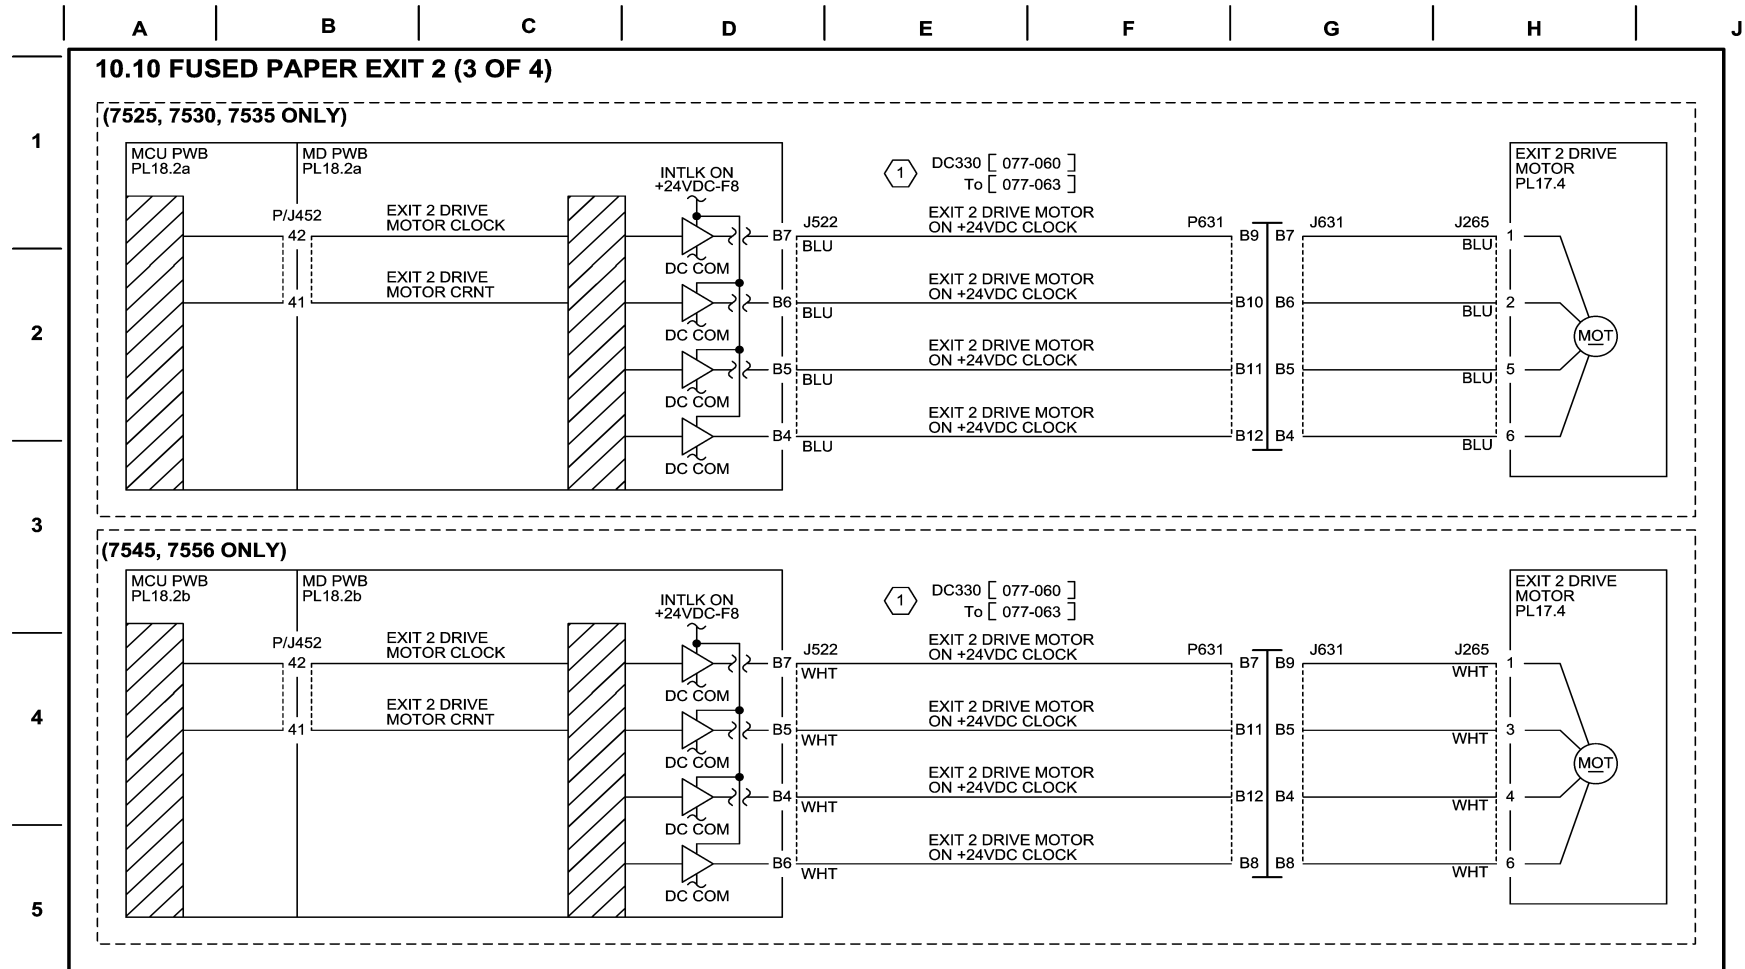 A B C D E F G H J
10.10 FUSED PAPER EXIT 2 (3 OF 4)
1
(7525, 7530, 7535 ONLY)
MCU PWB
PL18.2a
MD PWB
PL18.2a
INTLK ON
+24VDC-F8
1
DC330 [ 077-060 ]
To [ 077-063 ]
EXIT 2 DRIVE
MOTOR
PL17.4
P/J452
42
EXIT 2 DRIVE
MOTOR CLOCK
DC COM
B7
J522
BLU
EXIT 2 DRIVE MOTOR
ON +24VDC CLOCK
P631
B9
B7
J631
J265
BLU
1
41
EXIT 2 DRIVE
MOTOR CRNT
DC COM
B6
BLU
EXIT 2 DRIVE MOTOR
ON +24VDC CLOCK
B10
B6
BLU
2
2
MOT
DC COM
B5
BLU
EXIT 2 DRIVE MOTOR
ON +24VDC CLOCK
B11
B5
BLU
5
DC COM
B4
BLU
EXIT 2 DRIVE MOTOR
ON +24VDC CLOCK
B12
B4
BLU
6
3
(7545, 7556 ONLY)
MCU PWB
PL18.2b
MD PWB
PL18.2b
INTLK ON
+24VDC-F8
1
DC330 [ 077-060 ]
To [ 077-063 ]
EXIT 2 DRIVE
MOTOR
PL17.4
P/J452
42
EXIT 2 DRIVE
MOTOR CLOCK
DC COM
B7
J522
WHT
EXIT 2 DRIVE MOTOR
ON +24VDC CLOCK
P631
B7
B9
J631
J265
WHT
1
4
41
EXIT 2 DRIVE
MOTOR CRNT
DC COM
B5
WHT
EXIT 2 DRIVE MOTOR
ON +24VDC CLOCK
B11
B5
WHT
3
MOT
DC COM
B4
WHT
EXIT 2 DRIVE MOTOR
ON +24VDC CLOCK
B12
B4
WHT
4
DC COM
B6
WHT
EXIT 2 DRIVE MOTOR
ON +24VDC CLOCK
B8
B8
WHT
6
5